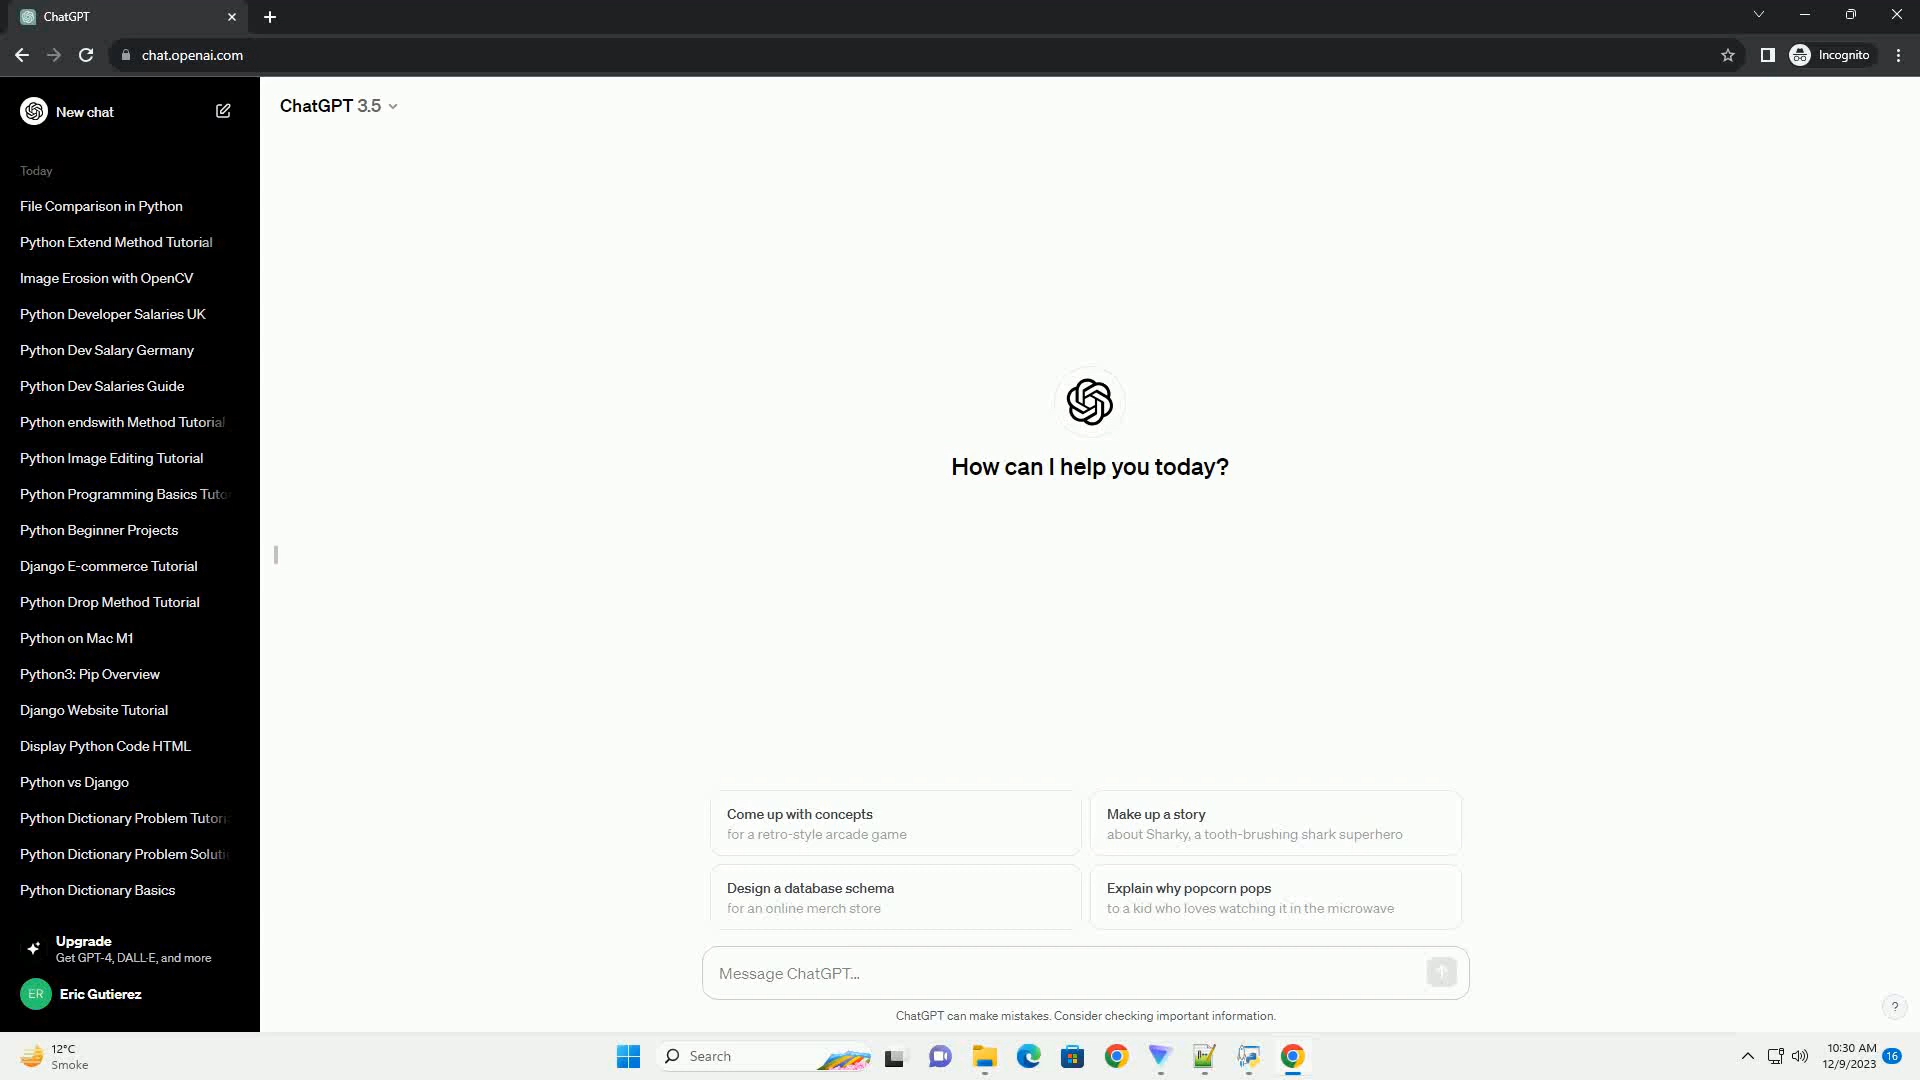 ChatGPT
chat.openai.com
Incognito
New chat
Today
File Comparison in Python
Python Extend Method Tutorial
Image Erosion with OpenCV
Python Developer Salaries UK
Python Dev Salary Germany
Python Dev Salaries Guide
Python endswith Method Tutorial
Python Image Editing Tutorial
Python Programming Basics Tuto
Python Beginner Projects
Django E-commerce Tutorial
Python Drop Method Tutorial
Python on Mac M1
Python3: Pip Overview
Django Website Tutorial
Display Python Code HTML
Python vs Django
Python Dictionary Problem Tutori
Python Dictionary Problem Soluti
Python Dictionary Basics
Upgrade
Get GPT-4, DALL·E, and more
ER
Eric Gutierez
ChatGPT 3.5
How can I help you today?
Come up with concepts
for a retro-style arcade game
Make up a story
about Sharky, a tooth-brushing shark superhero
Design a database schema
for an online merch store
Explain why popcorn pops
to a kid who loves watching it in the microwave
Message ChatGPT...
ChatGPT can make mistakes. Consider checking important information.
?
12°C
Smoke
Search
10:30 AM
12/9/2023
16